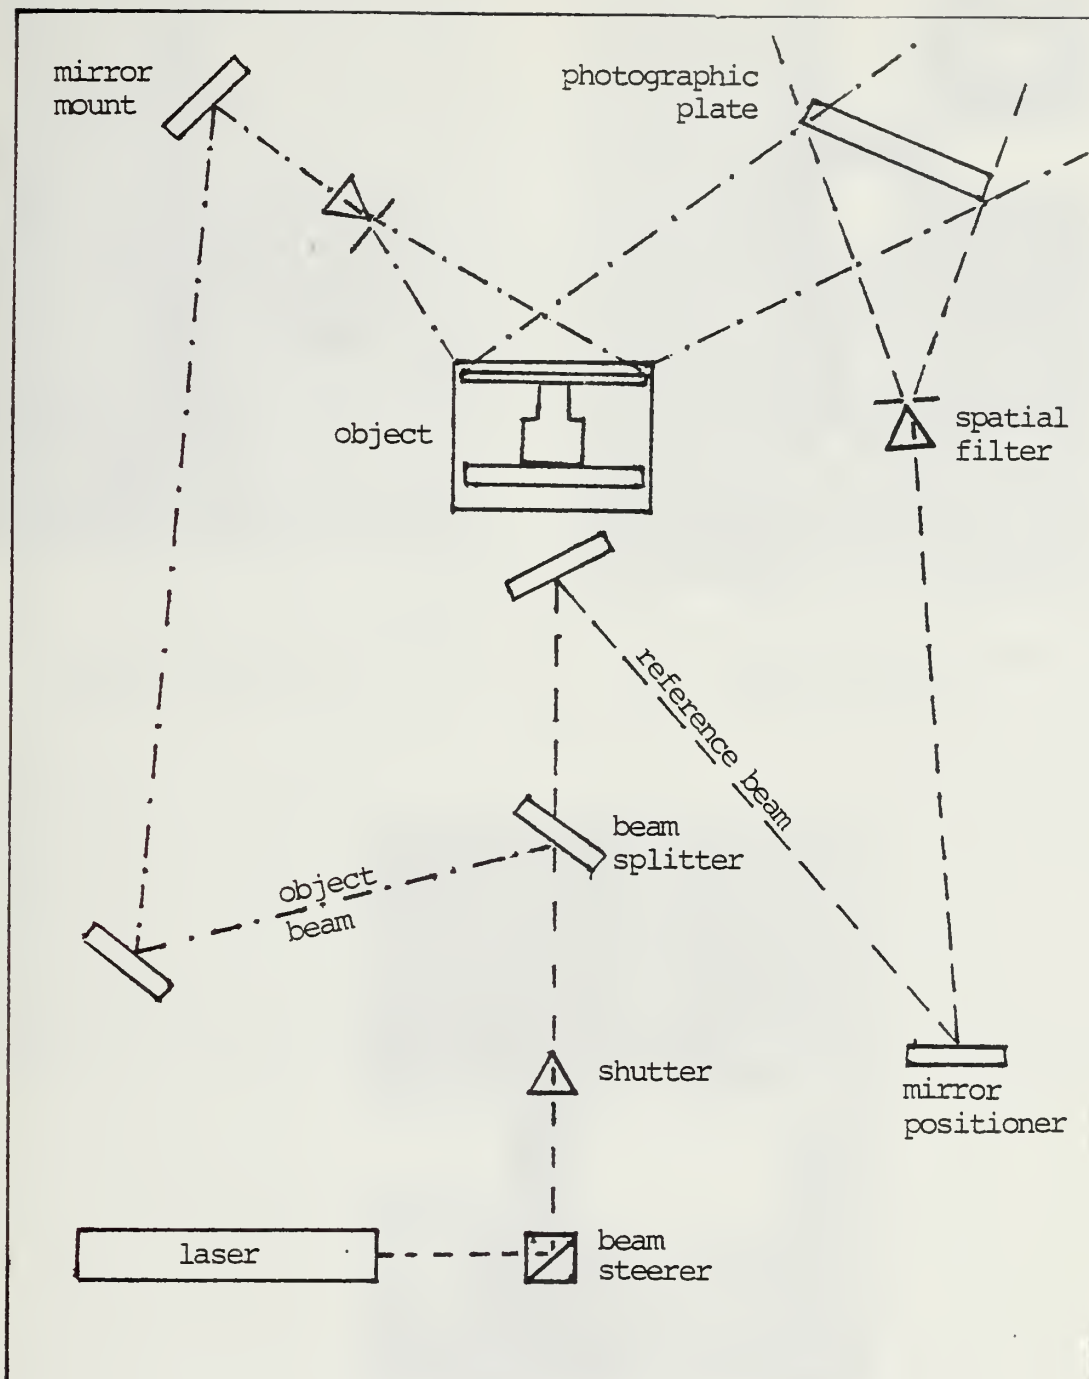 mirror
mount
photographic
plate
object
spatial
filter
reference beam
beam
splitter
object
beam
shutter
mirror
positioner
laser
beam
steerer